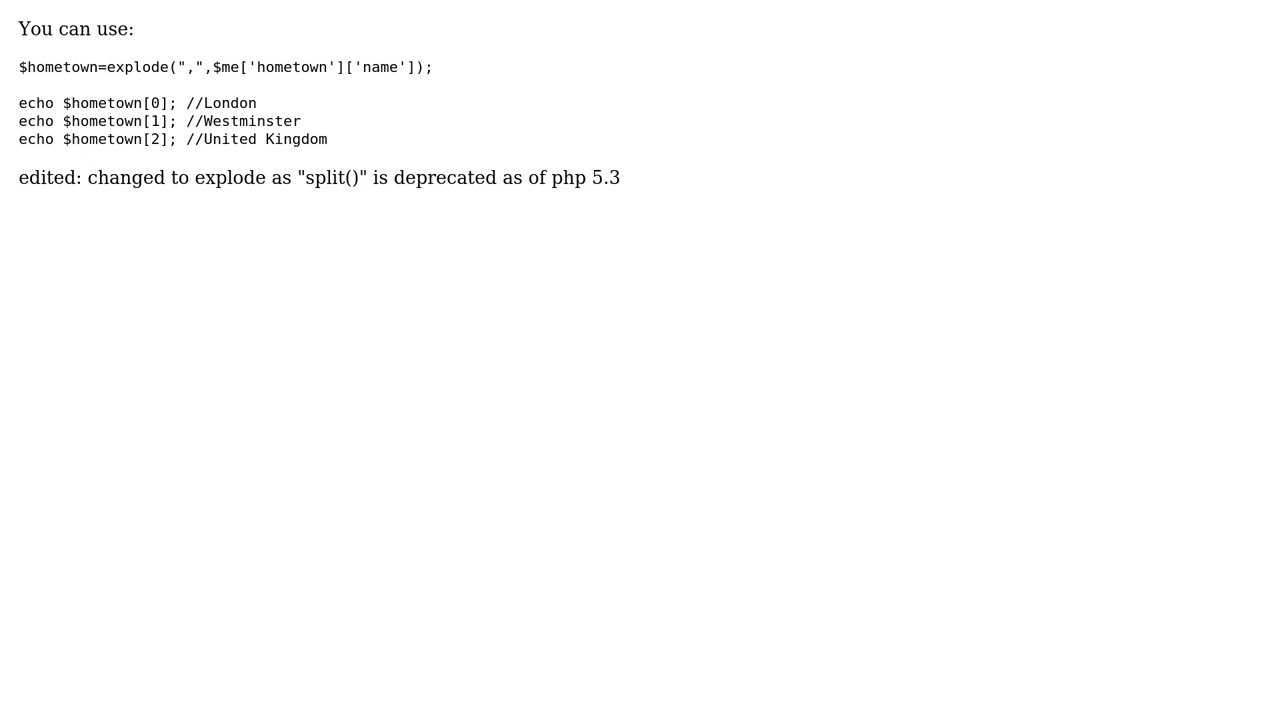 You can use:
$hometown=explode(",",$me['hometown']['name']);
echo $hometown[0]; //London
echo $hometown[1]; //Westminster
echo $hometown[2]; //United Kingdom
edited: changed to explode as "split()" is deprecated as of php 5.3